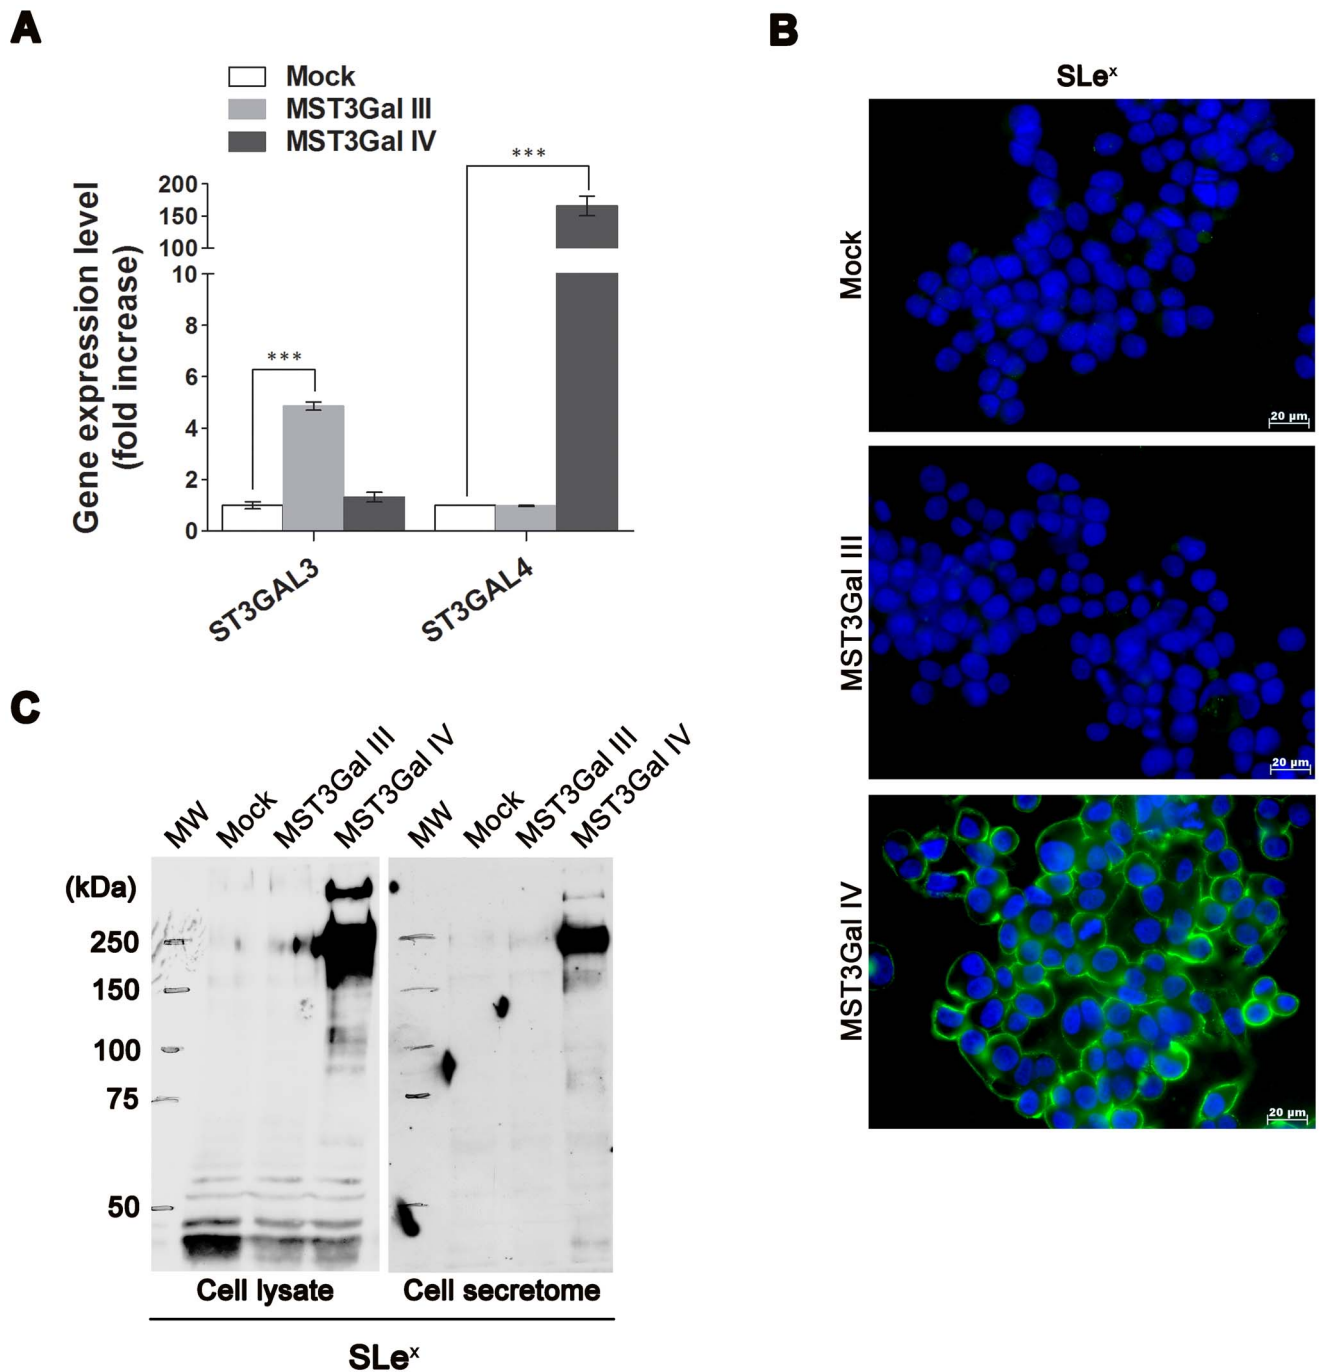 A
Mock
MST3Gal III
MST3Gal IV
Gene expression level
(fold increase)
200
150
100
10
8
6
4
2
0
***
***
ST3GAL3
ST3GAL4
B
SLeˣ
Mock
20 µm
MST3Gal III
20 µm
MST3Gal IV
20 µm
C
MW
Mock
MST3Gal III
MST3Gal IV
MW
Mock
MST3Gal III
MST3Gal IV
(kDa)
250
150
100
75
50
Cell lysate
Cell secretome
SLeˣ